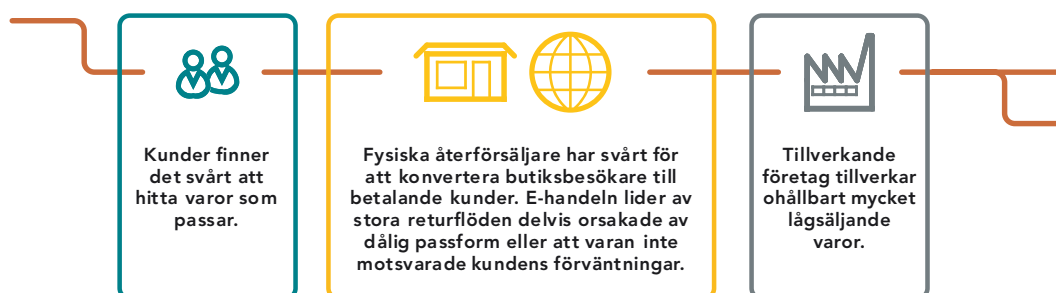 Kunder finner
det svårt att
hitta varor som
passar.
Fysiska återförsäljare har svårt för
att konvertera butiksbesökare till
betalande kunder. E-handeln lider av
stora returflöden delvis orsakade av
dålig passform eller att varan inte
motsvarade kundens förväntningar.
Tillverkande
företag tillverkar
ohållbart mycket
lågsäljande
varor.